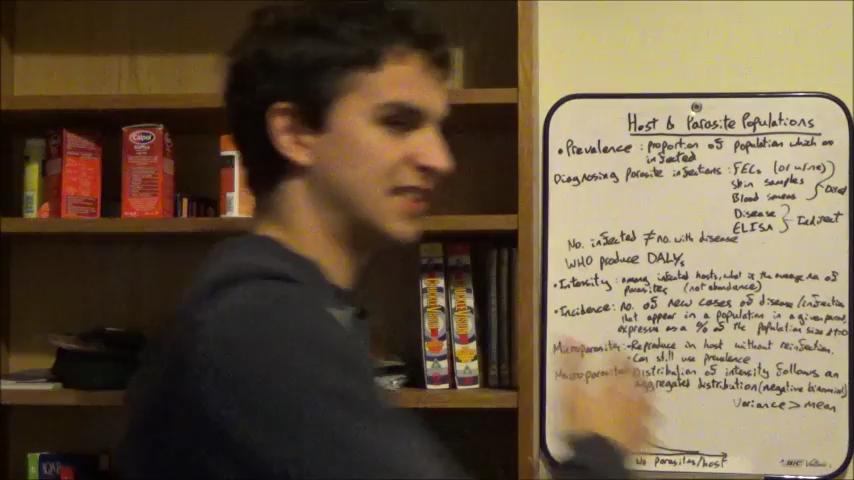 Calpol
Host & Parasite Populations
• Prevalence : proportion of population which are
infected
Diagnosing Parasite infections : FECs (or urine)
Skin samples
Blood smears
Direct
Disease
ELISA
Indirect
No. infected ≠ no. with disease
WHO produce DALYs
• Intensity : among infected hosts, what is the average no. of
parasites (not abundance)
• Incidence : no. of new cases of disease/infection
that appear in a population in a given period,
expressed as a % of the population size at t=0
Microparasites : - Reproduce in host without reinfection.
- Can still use prevalence
Macroparasites Distribution of intensity follows an
aggregated distribution (negative binomial)
Variance > mean
No parasites/host